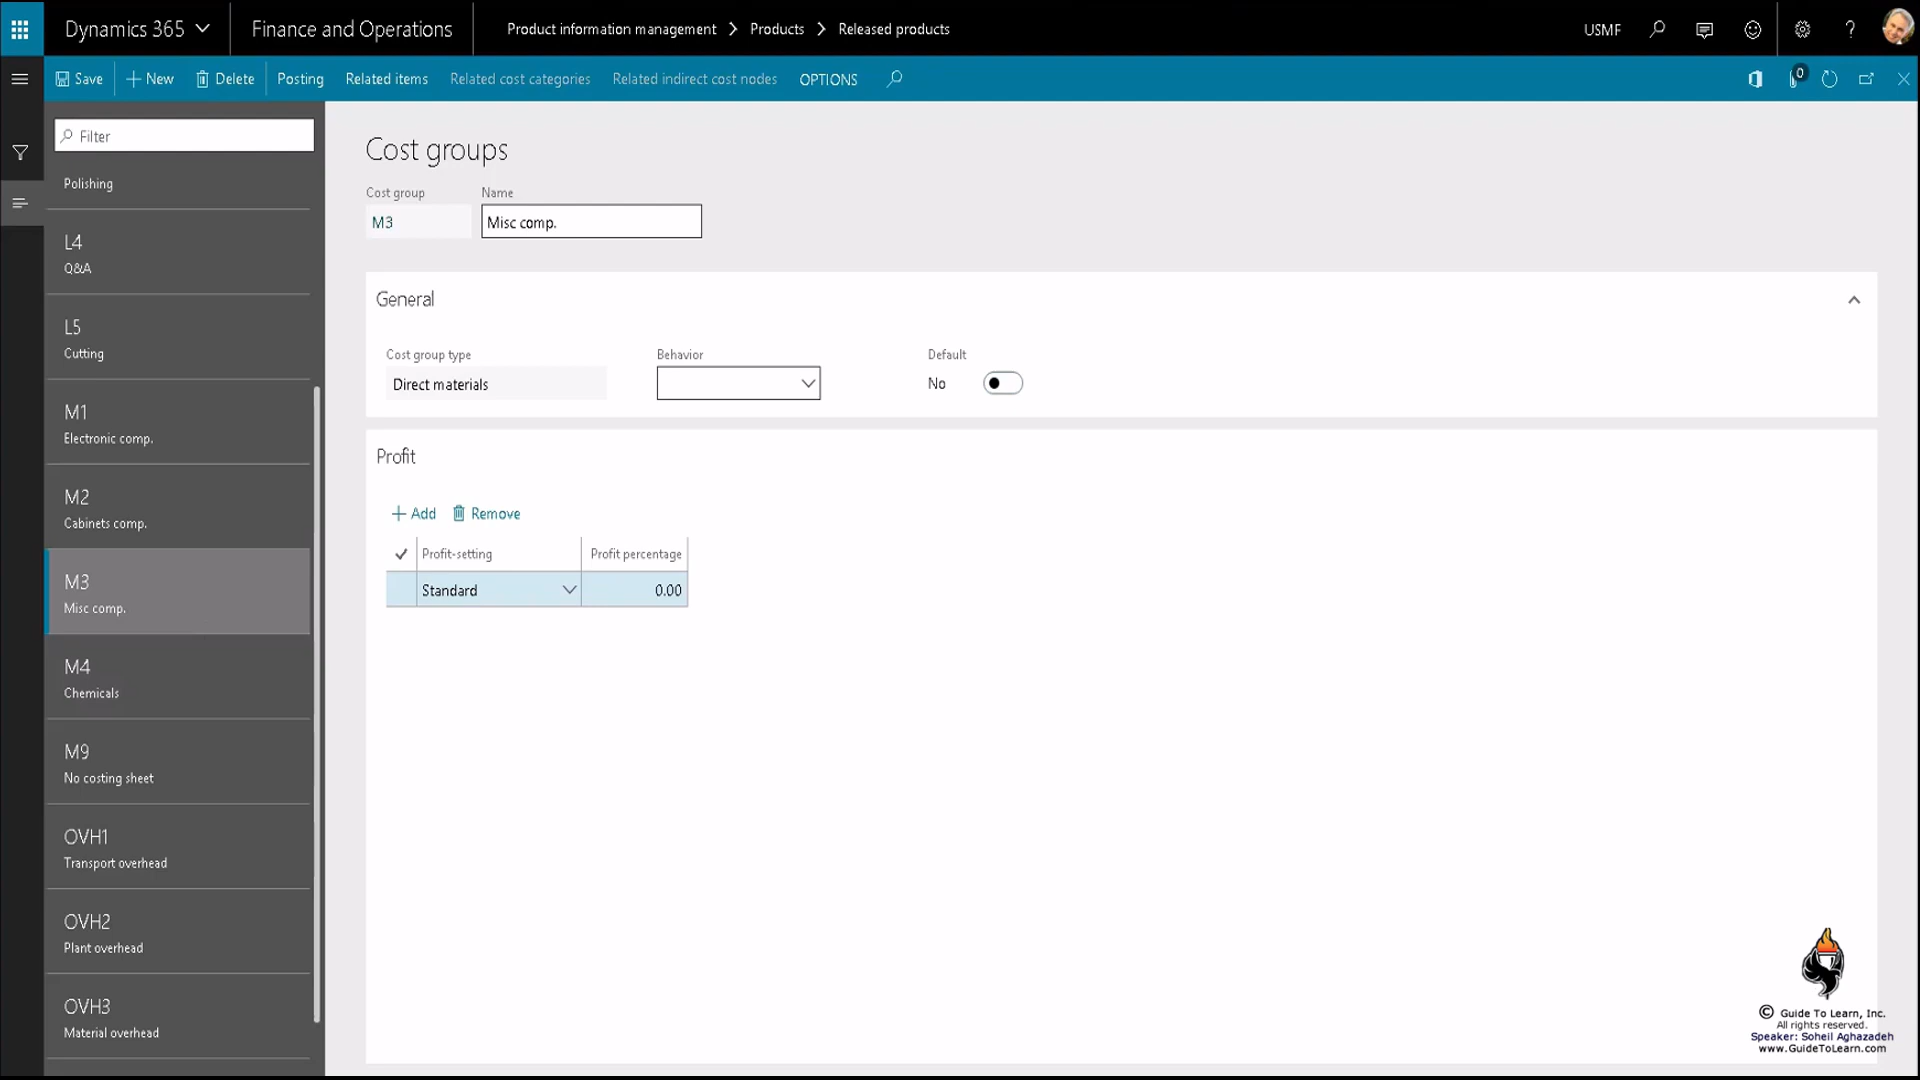 Dynamics 365
Finance and Operations
Product information management
Products
Released products
USMF
?
Save
New
Delete
Posting
Related items
Related cost categories
Related indirect cost nodes
OPTIONS
0
Filter
Polishing
L4
Q&A
L5
Cutting
M1
Electronic comp.
M2
Cabinets comp.
M3
Misc comp.
M4
Chemicals
M9
No costing sheet
OVH1
Transport overhead
OVH2
Plant overhead
OVH3
Material overhead
Cost groups
Cost group
Name
M3
Misc comp.
General
Cost group type
Behavior
Default
Direct materials
No
Profit
Add
Remove
Profit-setting
Profit percentage
Standard
0.00
© Guide To Learn, Inc.
All rights reserved.
Speaker: Soheil Aghazadeh
www.GuideToLearn.com